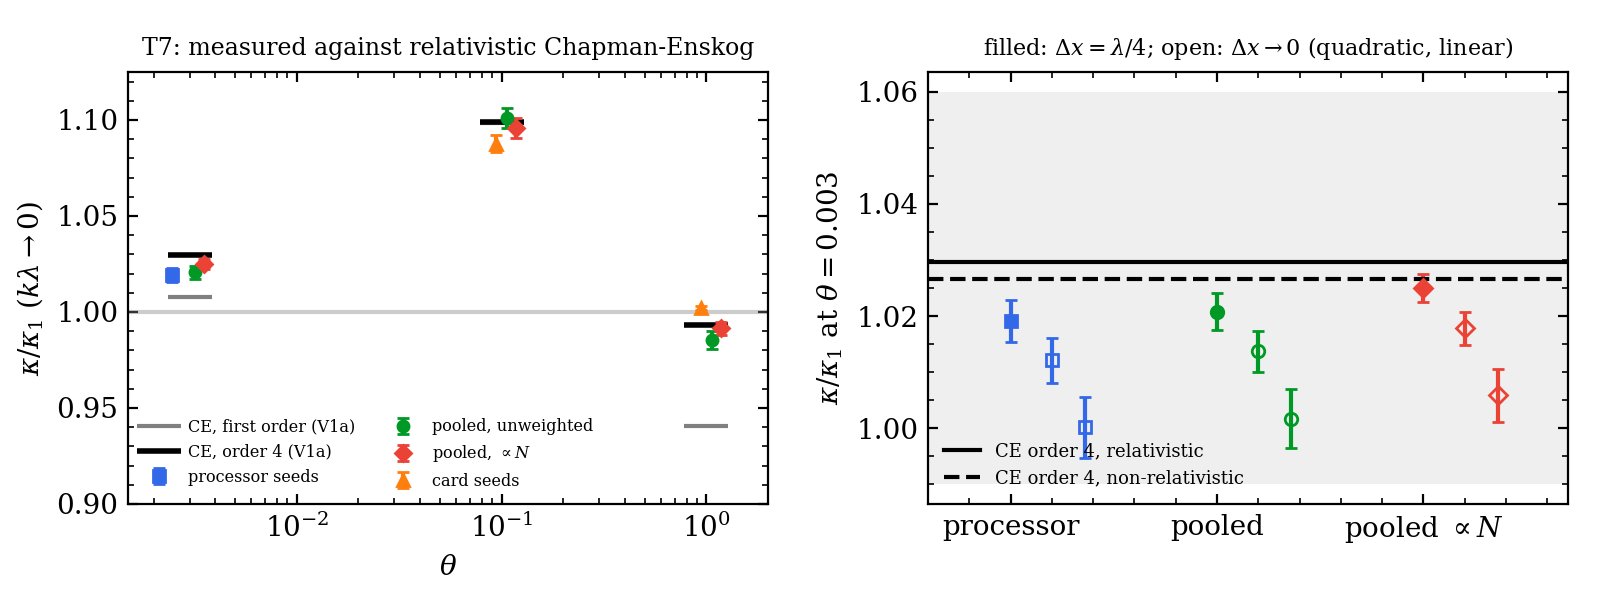 T7: measured against relativistic Chapman-Enskog
κ/κ₁ (kλ → 0)
1.10
1.05
1.00
0.95
0.90
CE, first order (V1a)
CE, order 4 (V1a)
processor seeds
pooled, unweighted
pooled, ∝ N
card seeds
10⁻²
10⁻¹
10⁰
θ
filled: Δx = λ/4; open: Δx → 0 (quadratic, linear)
κ/κ₁ at θ = 0.003
1.06
1.04
1.02
1.00
CE order 4, relativistic
CE order 4, non-relativistic
processor
pooled
pooled ∝ N